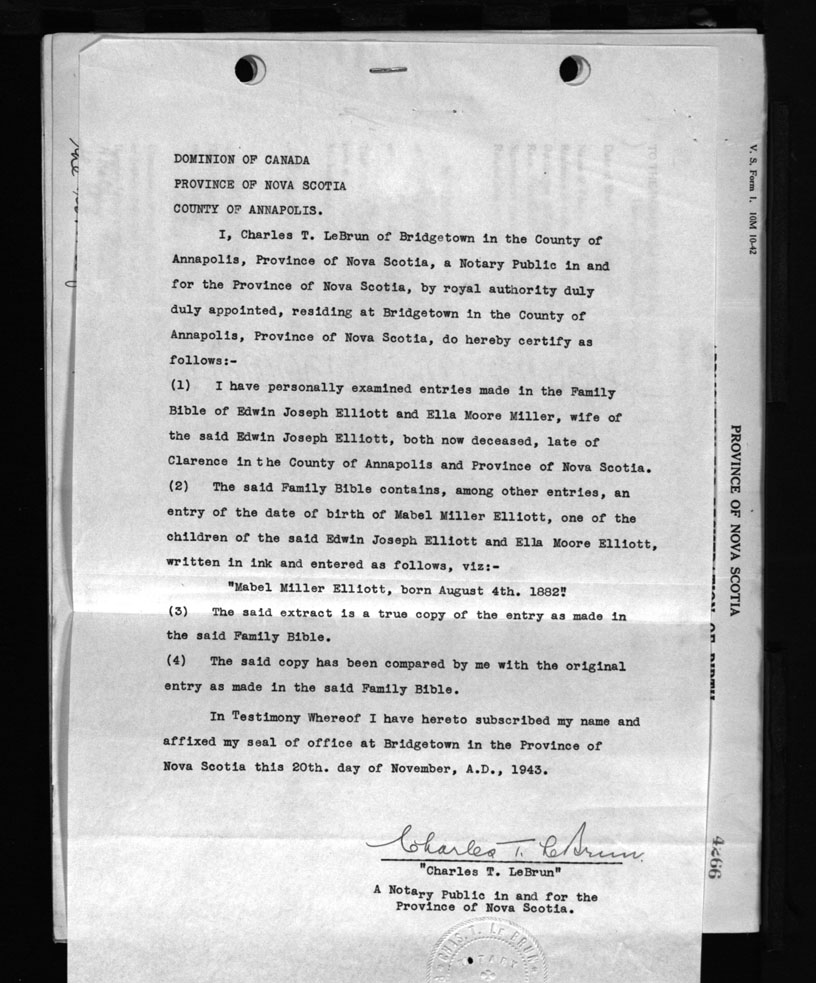 DOMINION OF CANADA
PROVINCE OF NOVA SCOTIA
COUNTY OF ANNAPOLIS.
I, Charles T. LeBrun of Bridgetown in the County of
Annapolis, Province of Nova Scotia, a Notary Public in and
for the Province of Nova Scotia, by royal authority duly
duly appointed, residing at Bridgetown in the County of
Annapolis, Province of Nova Scotia, do hereby certify as
follows:-
(1) I have personally examined entries made in the Family
Bible of Edwin Joseph Elliott and Ella Moore Miller, wife of
the said Edwin Joseph Elliott, both now deceased, late of
Clarence in the County of Annapolis and Province of Nova Scotia.
(2) The said Family Bible contains, among other entries, an
entry of the date of birth of Mabel Miller Elliott, one of the
children of the said Edwin Joseph Elliott and Ella Moore Elliott,
written in ink and entered as follows, viz:-
"Mabel Miller Elliott, born August 4th. 1882"
(3) The said extract is a true copy of the entry as made in
the said Family Bible.
(4) The said copy has been compared by me with the original
entry as made in the said Family Bible.
In Testimony Whereof I have hereto subscribed my name and
affixed my seal of office at Bridgetown in the Province of
Nova Scotia this 20th. day of November, A.D., 1943.
Charles T. LeBrun
"Charles T. LeBrun"
A Notary Public in and for the
Province of Nova Scotia.
CHAS. T. LE BRUN
NOTARY
V. S. Form 1. 10M 10-42
PROVINCE OF NOVA SCOTIA
OF BIRTH
4266